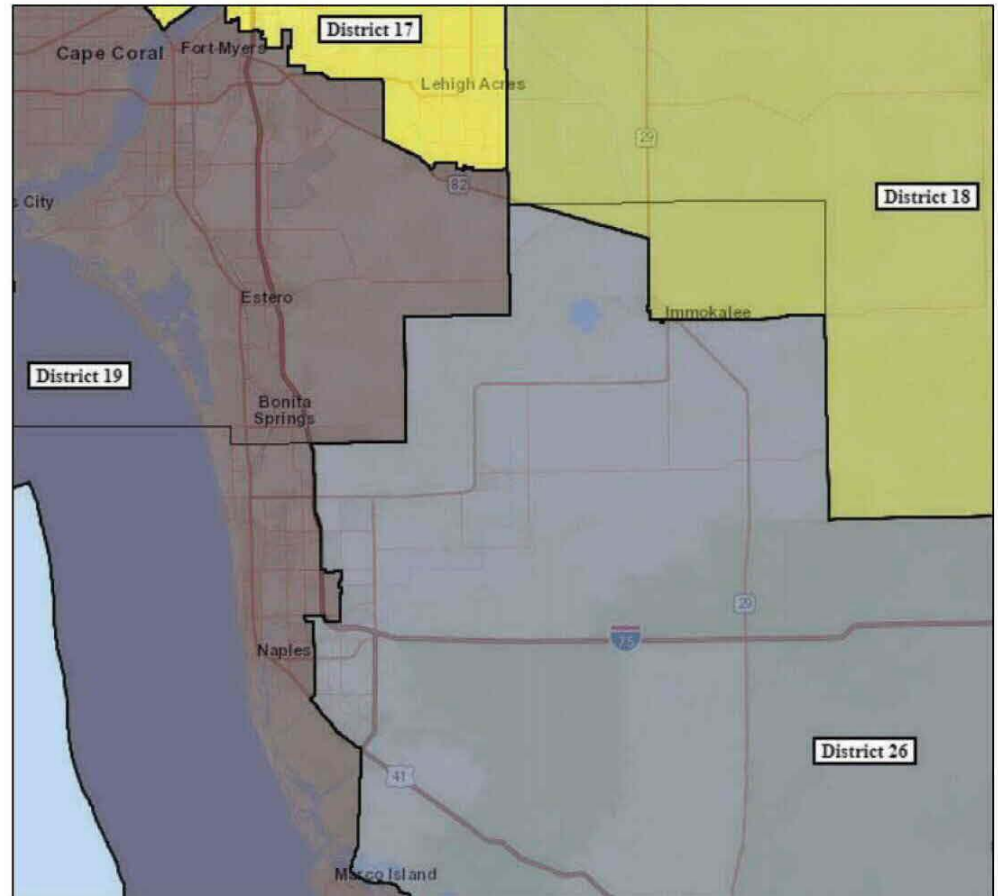 District 17
Cape Coral
Fort Myers
Lehigh Acres
29
82
District 18
s City
Estero
Immokalee
District 19
Bonita
Springs
29
Naples
75
District 26
41
Marco Island